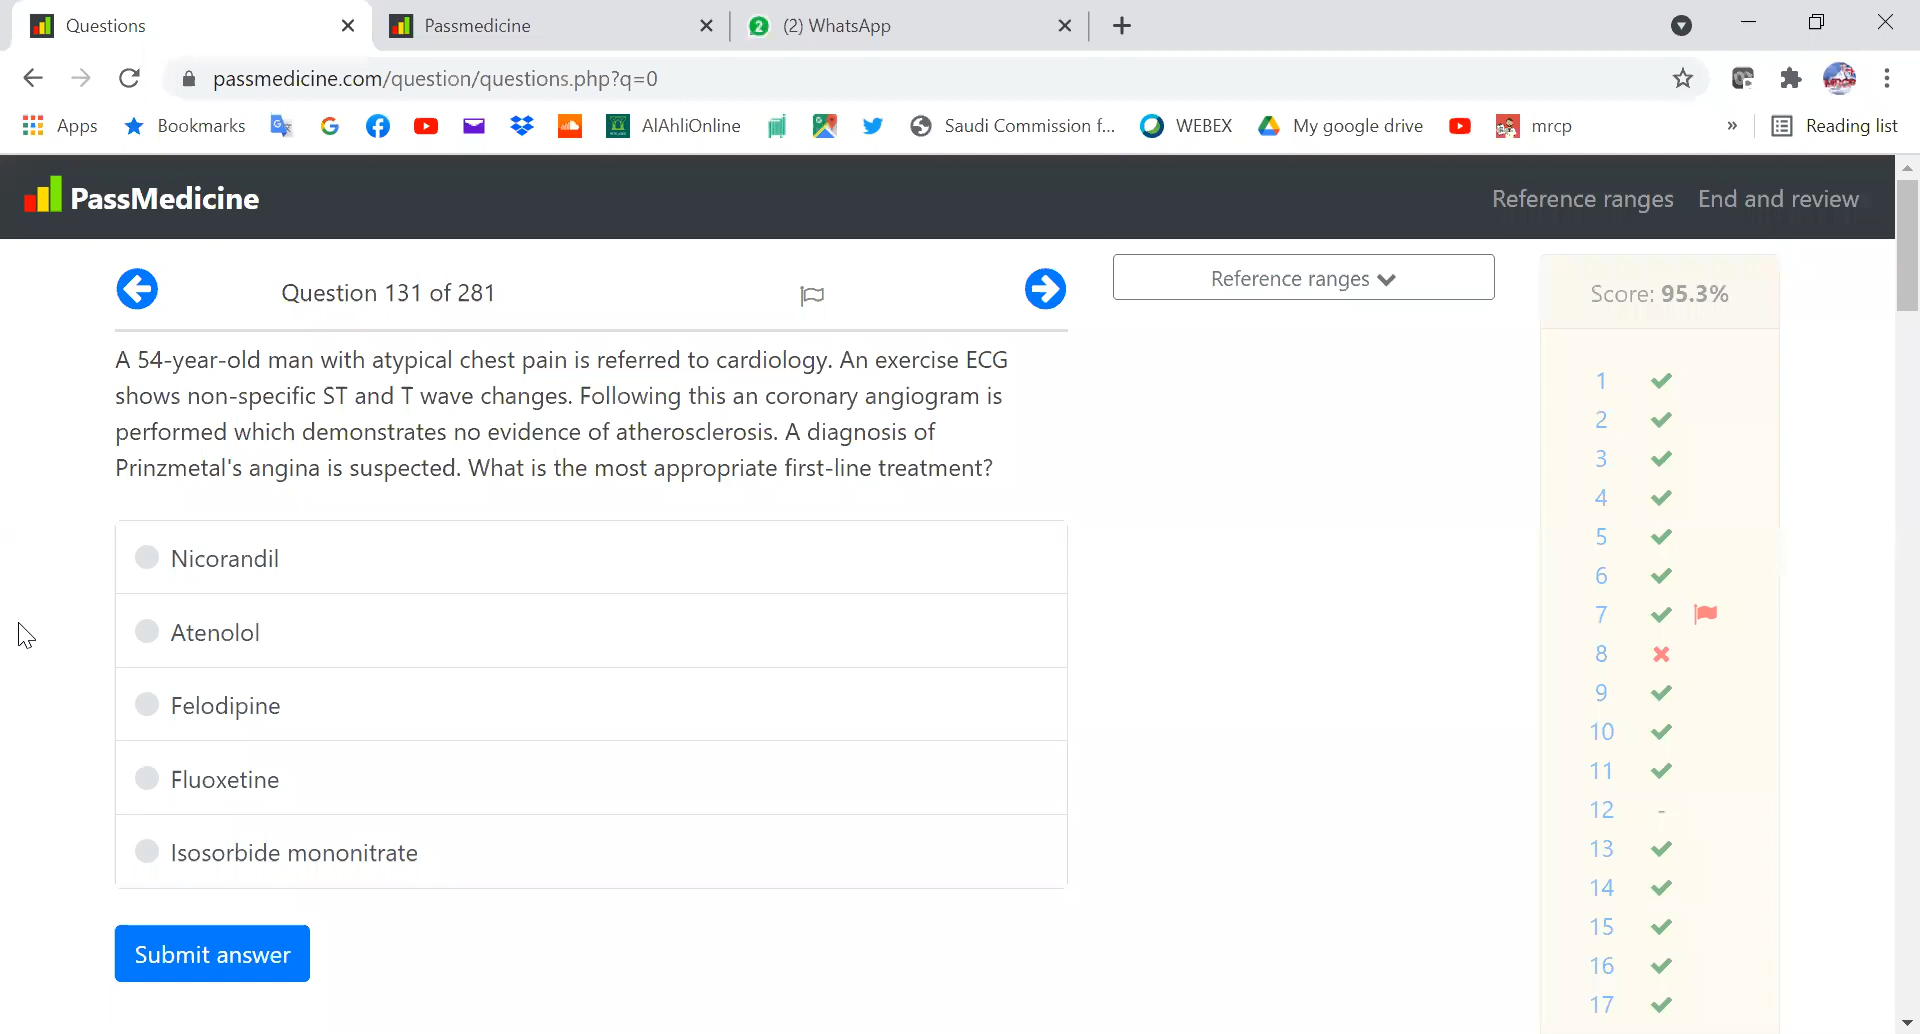 Questions
Passmedicine
2 (2) WhatsApp
passmedicine.com/question/questions.php?q=0
Apps
Bookmarks
AlAhliOnline
Saudi Commission f...
WEBEX
My google drive
mrcp
»
Reading list
PassMedicine
Reference ranges
End and review
Question 131 of 281
Reference ranges
Score: 95.3%
A 54-year-old man with atypical chest pain is referred to cardiology. An exercise ECG
shows non-specific ST and T wave changes. Following this an coronary angiogram is
performed which demonstrates no evidence of atherosclerosis. A diagnosis of
Prinzmetal's angina is suspected. What is the most appropriate first-line treatment?
Nicorandil
Atenolol
Felodipine
Fluoxetine
Isosorbide mononitrate
Submit answer
1
2
3
4
5
6
7
8
9
10
11
12 -
13
14
15
16
17